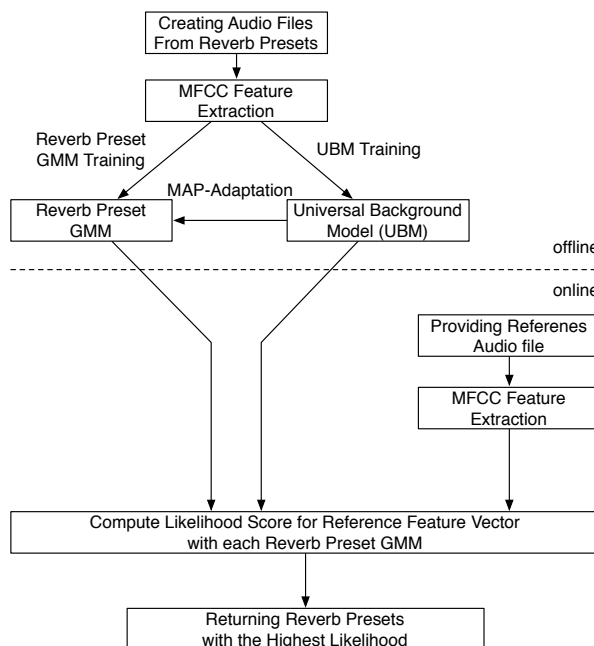 Creating Audio Files
From Reverb Presets
MFCC Feature
Extraction
Reverb Preset
GMM Training
UBM Training
MAP-Adaptation
Reverb Preset
GMM
Universal Background
Model (UBM)
offline
online
Providing Referenes
Audio file
MFCC Feature
Extraction
Compute Likelihood Score for Reference Feature Vector
with each Reverb Preset GMM
Returning Reverb Presets
with the Highest Likelihood